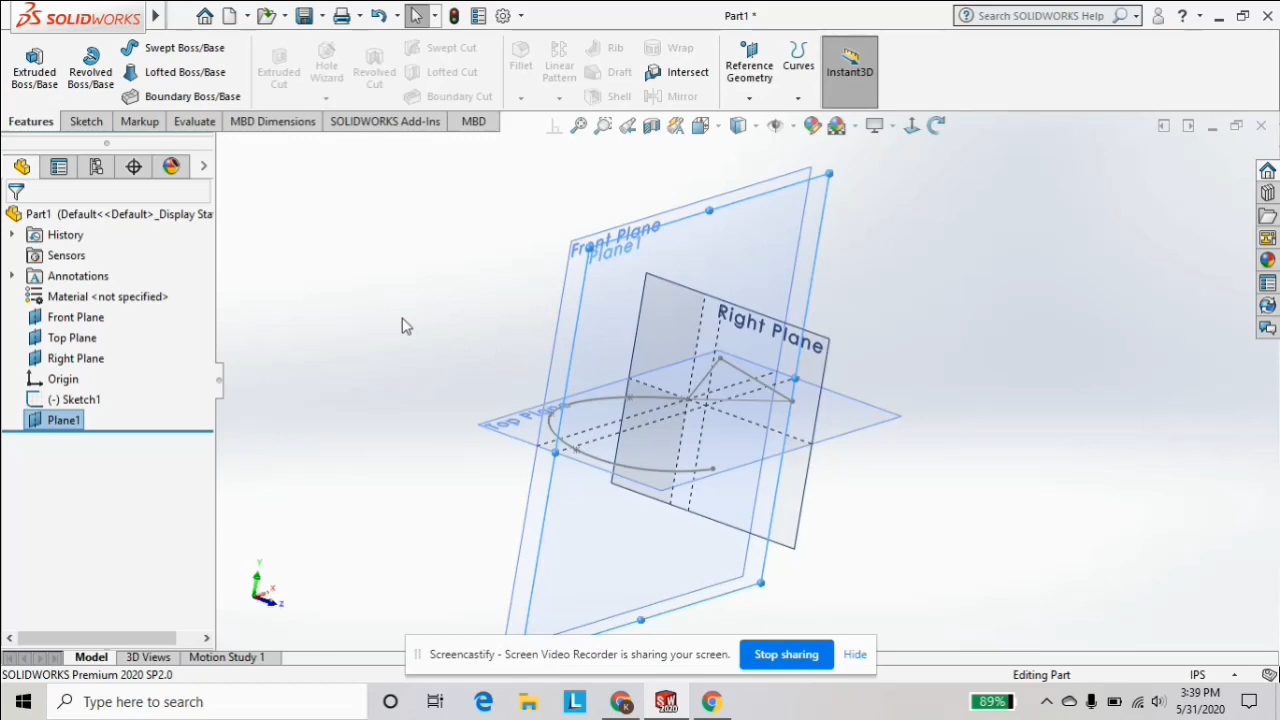 SOLIDWORKS
Part1 *
Search SOLIDWORKS Help
Extruded Boss/Base
Revolved Boss/Base
Swept Boss/Base
Lofted Boss/Base
Boundary Boss/Base
Extruded Cut
Hole Wizard
Revolved Cut
Swept Cut
Lofted Cut
Boundary Cut
Fillet
Linear Pattern
Rib
Draft
Shell
Wrap
Intersect
Mirror
Reference Geometry
Curves
Instant3D
Features
Sketch
Markup
Evaluate
MBD Dimensions
SOLIDWORKS Add-Ins
MBD
Part1 (Default<<Default>_Display Sta
History
Sensors
Annotations
Material <not specified>
Front Plane
Top Plane
Right Plane
Origin
(-) Sketch1
Plane1
Front Plane
Plane1
Right Plane
Top Plane
Y
X
Z
Screencastify - Screen Video Recorder is sharing your screen.
Stop sharing
Hide
Model
3D Views
Motion Study 1
SOLIDWORKS Premium 2020 SP2.0
Editing Part
IPS
Type here to search
L
K
SW
2020
89%
3:39 PM
5/31/2020